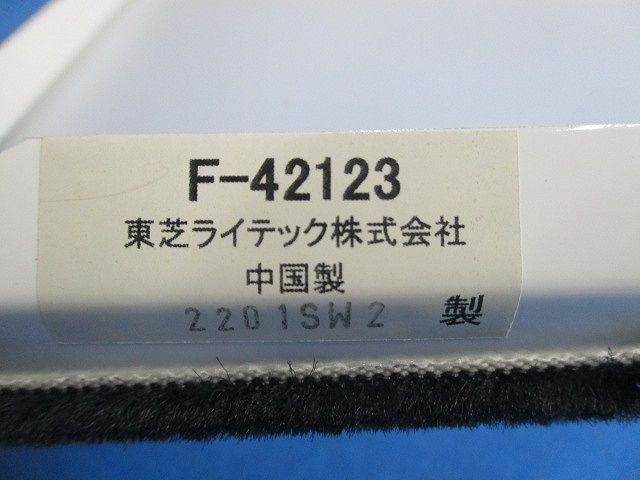 F-42123
東芝ライテック株式会社
中国製
2201SW2 製